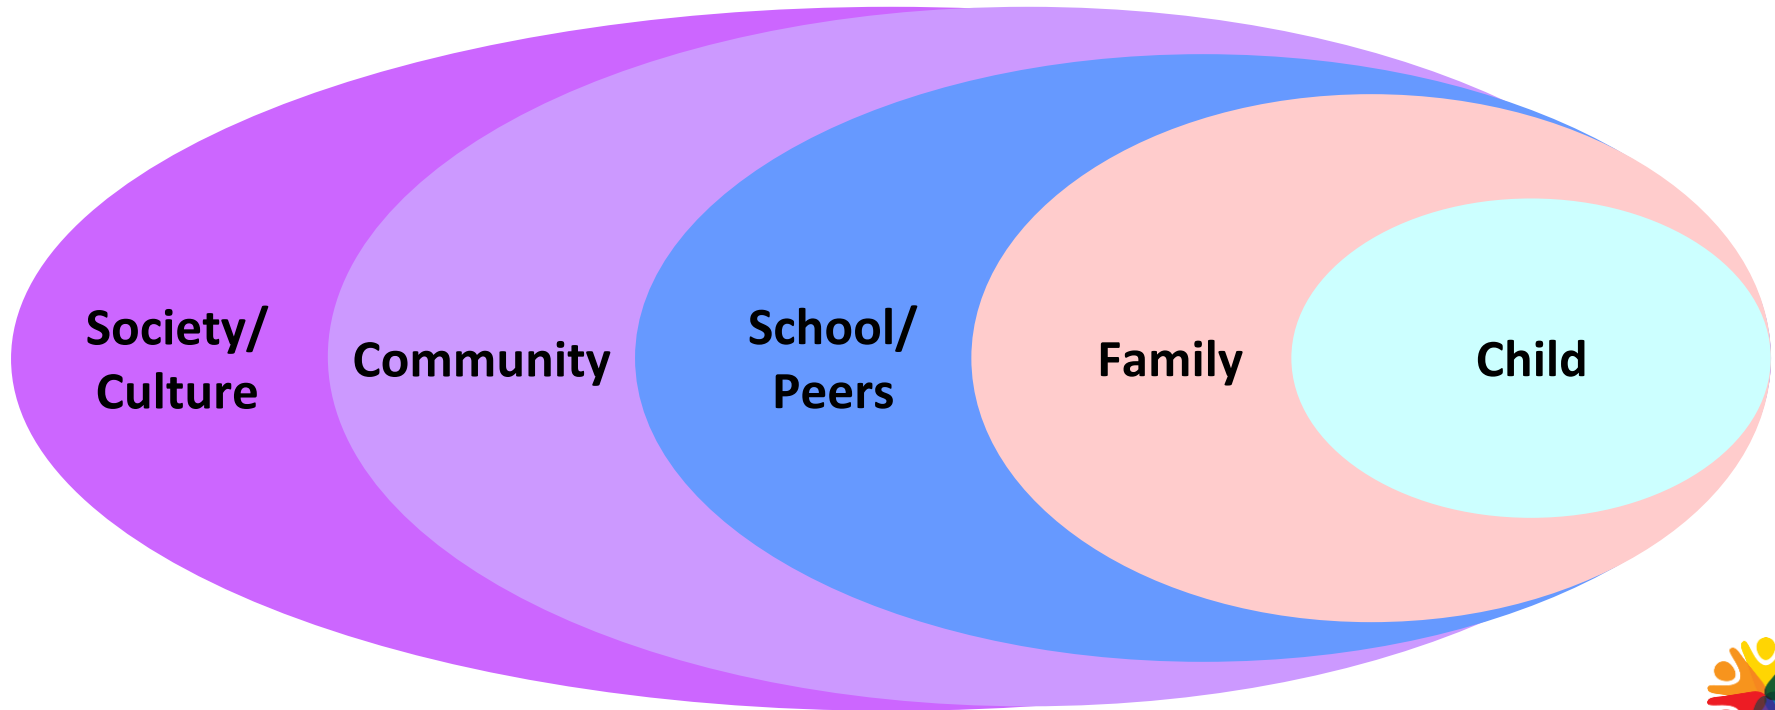 Society/
Culture
Community
School/
Peers
Family
Child